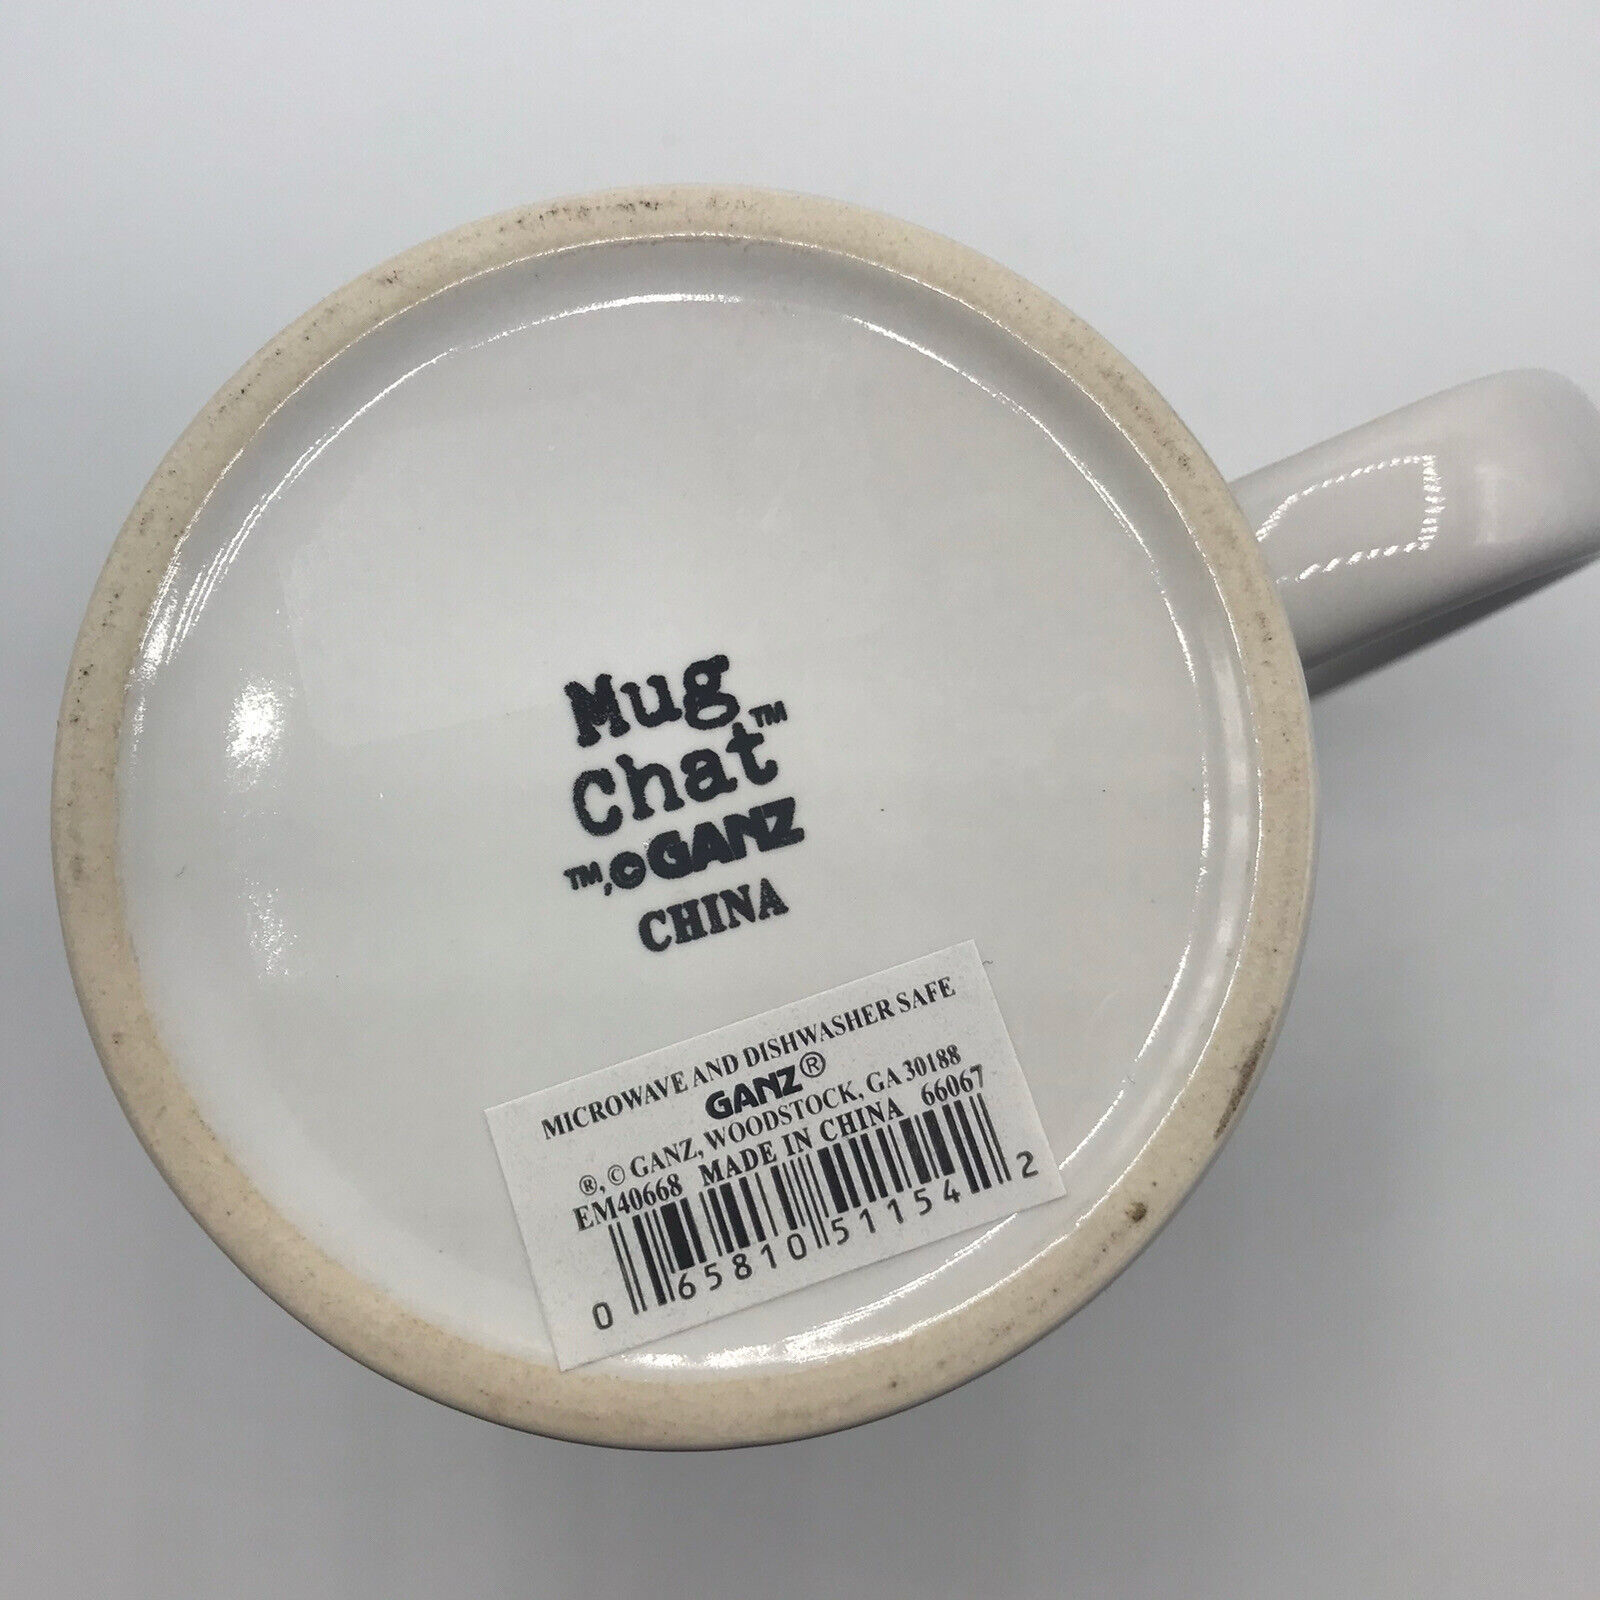 Mug
Chat™
™,©GANZ
CHINA
MICROWAVE AND DISHWASHER SAFE
GANZ®
®, © GANZ, WOODSTOCK, GA 30188
EM40668 MADE IN CHINA 66067
0 65810 51154 2